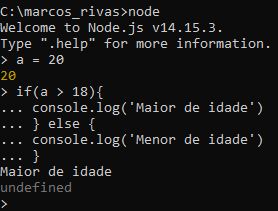 C:\marcos_rivas>node
Welcome to Node.js v14.15.3.
Type ".help" for more information.
> a = 20
20
> if(a > 18){
... console.log('Maior de idade')
... } else {
... console.log('Menor de idade')
... }
Maior de idade
undefined
>